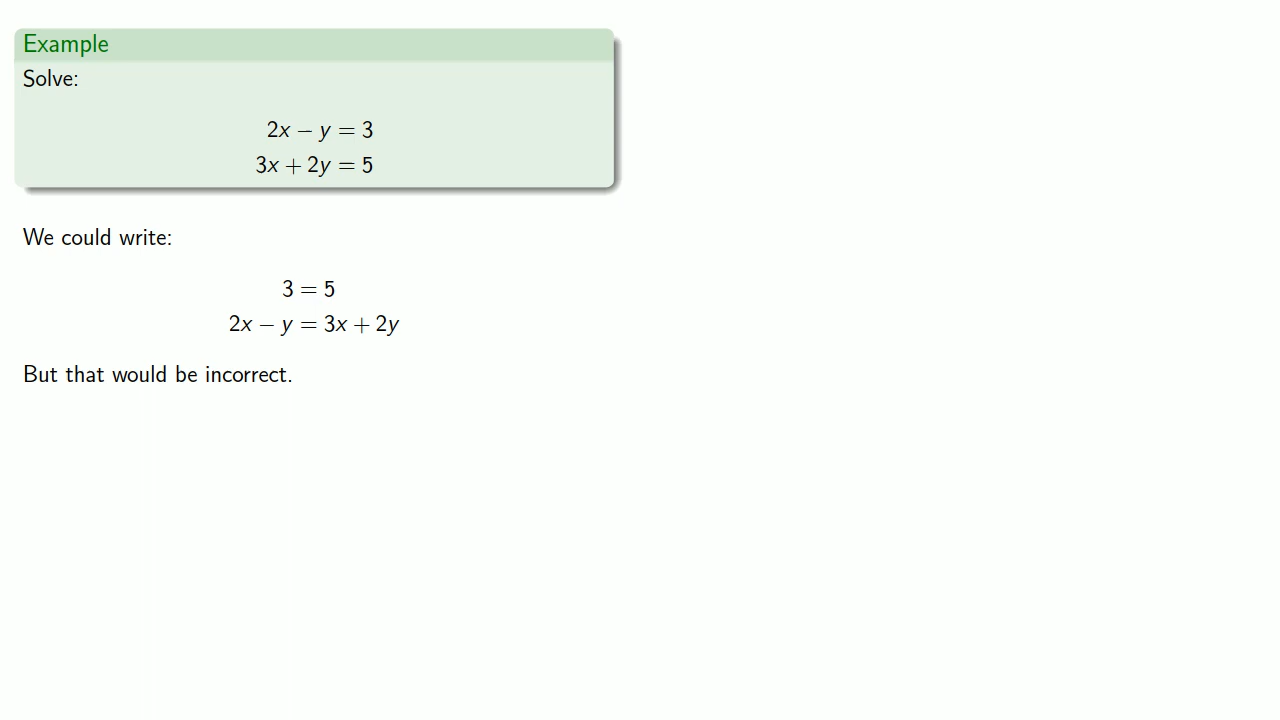 Example
Solve:
2x − y = 3
3x + 2y = 5
We could write:
3 = 5
2x − y = 3x + 2y
But that would be incorrect.